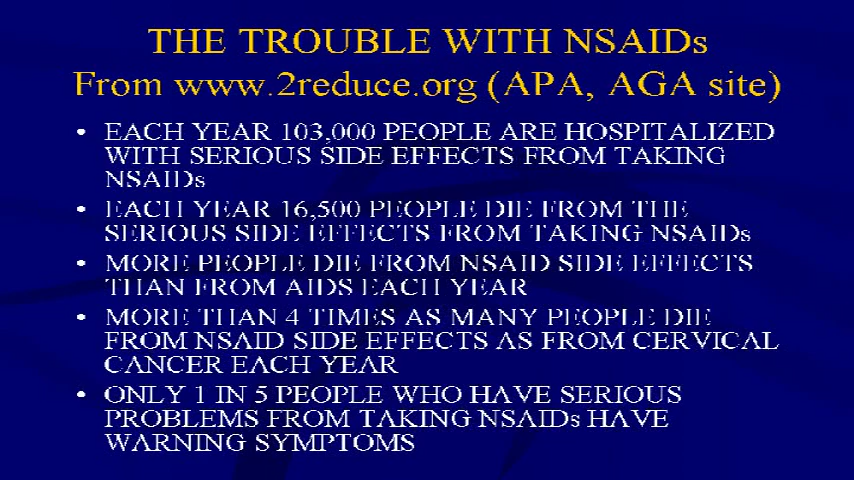 THE TROUBLE WITH NSAIDs
From www.2reduce.org (APA, AGA site)
• EACH YEAR 103,000 PEOPLE ARE HOSPITALIZED
WITH SERIOUS SIDE EFFECTS FROM TAKING
NSAIDs
• EACH YEAR 16,500 PEOPLE DIE FROM THE
SERIOUS SIDE EFFECTS FROM TAKING NSAIDs
• MORE PEOPLE DIE FROM NSAID SIDE EFFECTS
THAN FROM AIDS EACH YEAR
• MORE THAN 4 TIMES AS MANY PEOPLE DIE
FROM NSAID SIDE EFFECTS AS FROM CERVICAL
CANCER EACH YEAR
• ONLY 1 IN 5 PEOPLE WHO HAVE SERIOUS
PROBLEMS FROM TAKING NSAIDs HAVE
WARNING SYMPTOMS